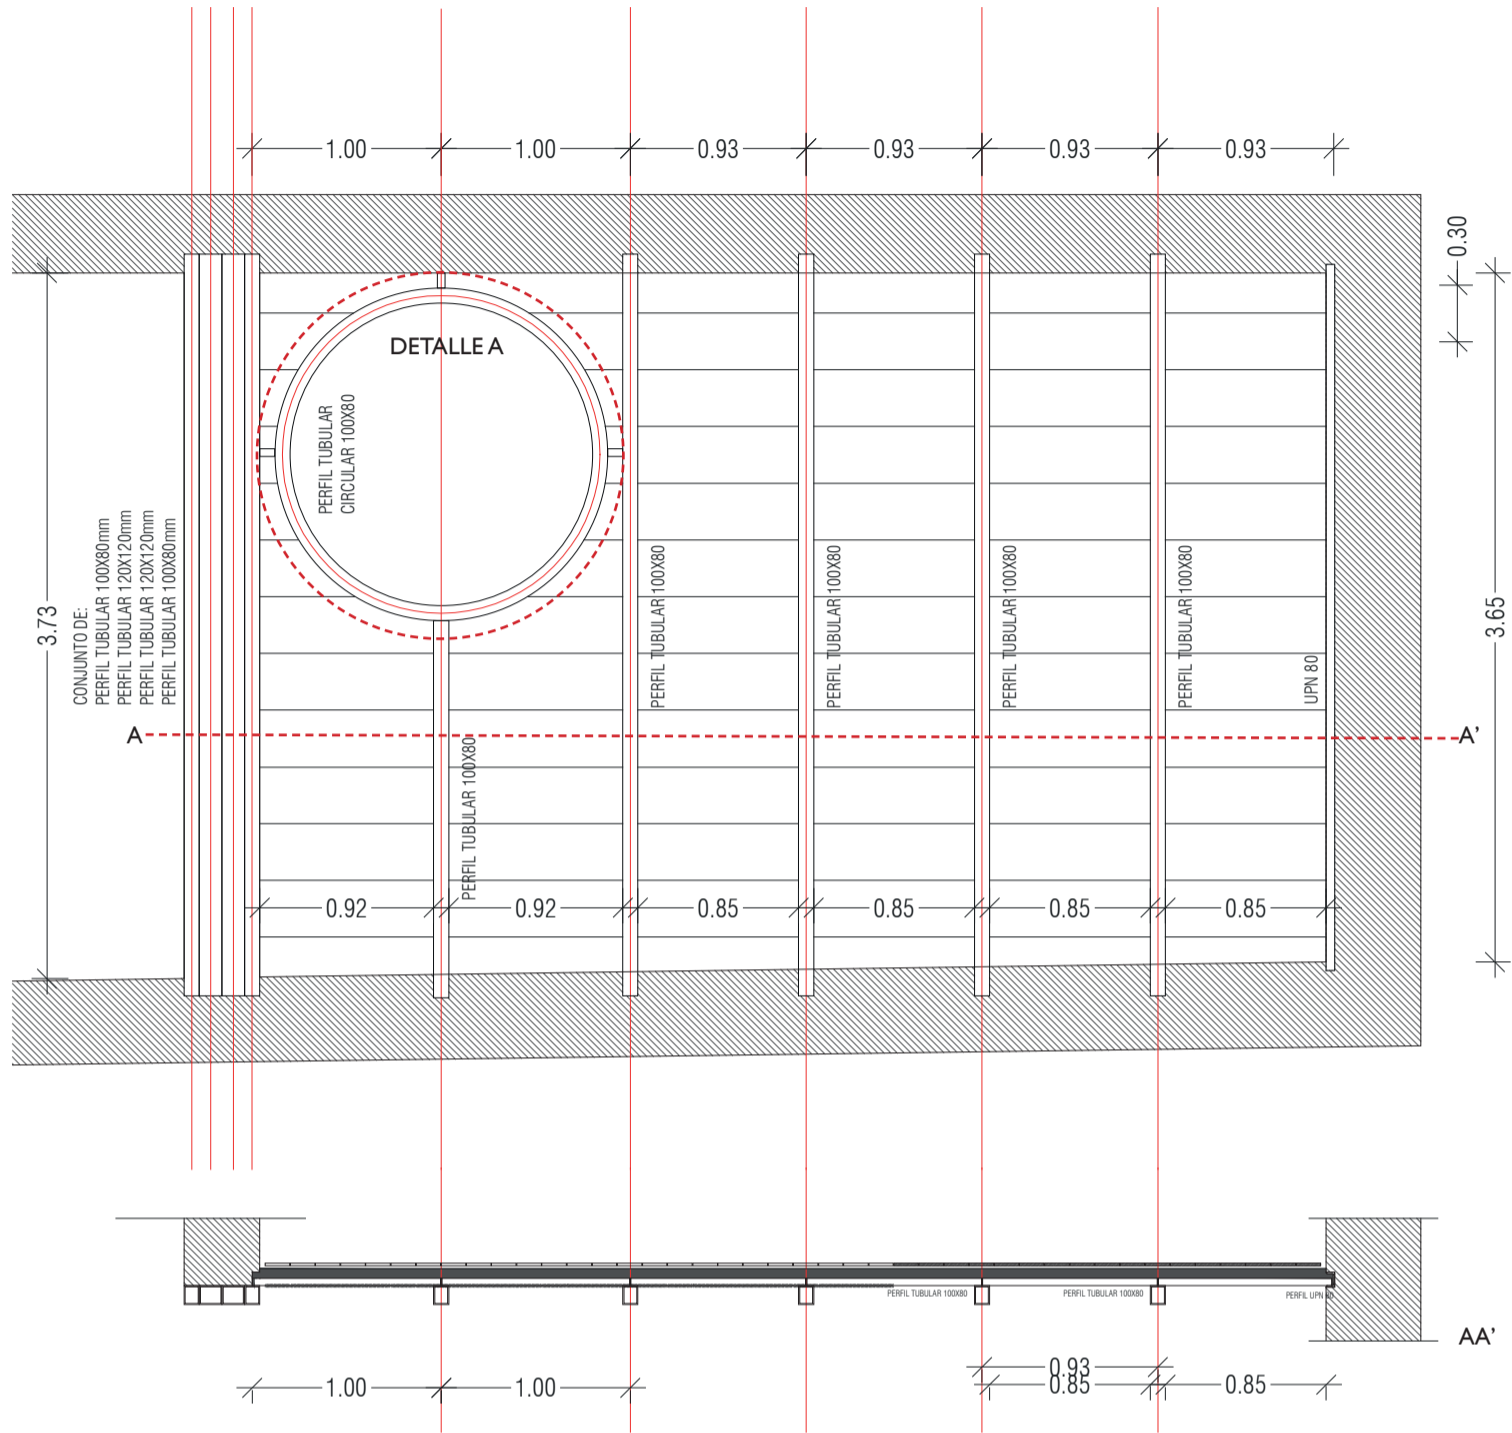 1.00
1.00
0.93
0.93
0.93
0.93
0.30
DETALLE A
PERFIL TUBULAR
CIRCULAR 100X80
3.73
CONJUNTO DE:
PERFIL TUBULAR 100X80mm
PERFIL TUBULAR 120X120mm
PERFIL TUBULAR 120X120mm
PERFIL TUBULAR 100X80mm
PERFIL TUBULAR 100X80
PERFIL TUBULAR 100X80
PERFIL TUBULAR 100X80
PERFIL TUBULAR 100X80
UPN 80
3.65
A
A'
PERFIL TUBULAR 100X80
0.92
0.92
0.85
0.85
0.85
0.85
PERFIL TUBULAR 100X80
PERFIL TUBULAR 100X80
PERFIL UPN 80
AA'
1.00
1.00
0.93
0.85
0.85